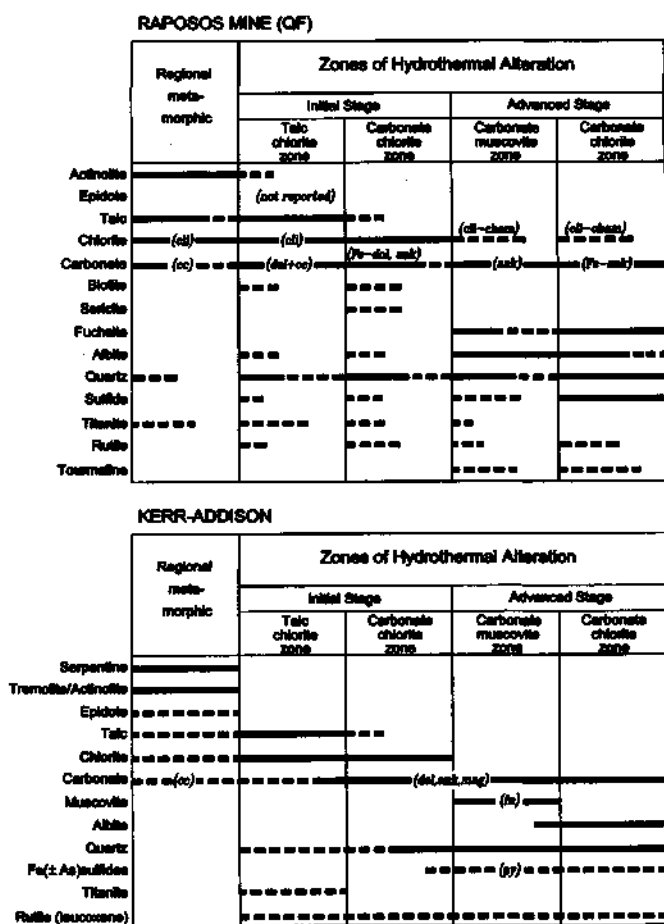 RAPOSOS MINE (QF)
Regional
meta-
morphic
Zones of Hydrothermal Alteration
Initial Stage Advanced Stage
Talc
chlorite
zone
Carbonate
chlorite
zone
Carbonate
muscovite
zone
Carbonate
chlorite
zone
Actinolite
Epidote (not reported)
Talc
Chlorite (cli) (cli) (cli-cham) (cli-cham)
Carbonate (cc) (dol+cc) (Fe-dol, ank) (ank) (Fe-ank)
Biotite
Sericite
Fuchsite
Albite
Quartz
Sulfide
Titanite
Rutile
Tourmaline
KERR-ADDISON
Regional
meta-
morphic
Zones of Hydrothermal Alteration
Initial Stage Advanced Stage
Talc
chlorite
zone
Carbonate
chlorite
zone
Carbonate
muscovite
zone
Carbonate
chlorite
zone
Serpentine
Tremolite/Actinolite
Epidote
Talc
Chlorite
Carbonate (cc) (dol,ank,mag)
Muscovite (fu)
Albite
Quartz
Fe(±As)sulfides (py)
Titanite
Rutile (leucoxene)